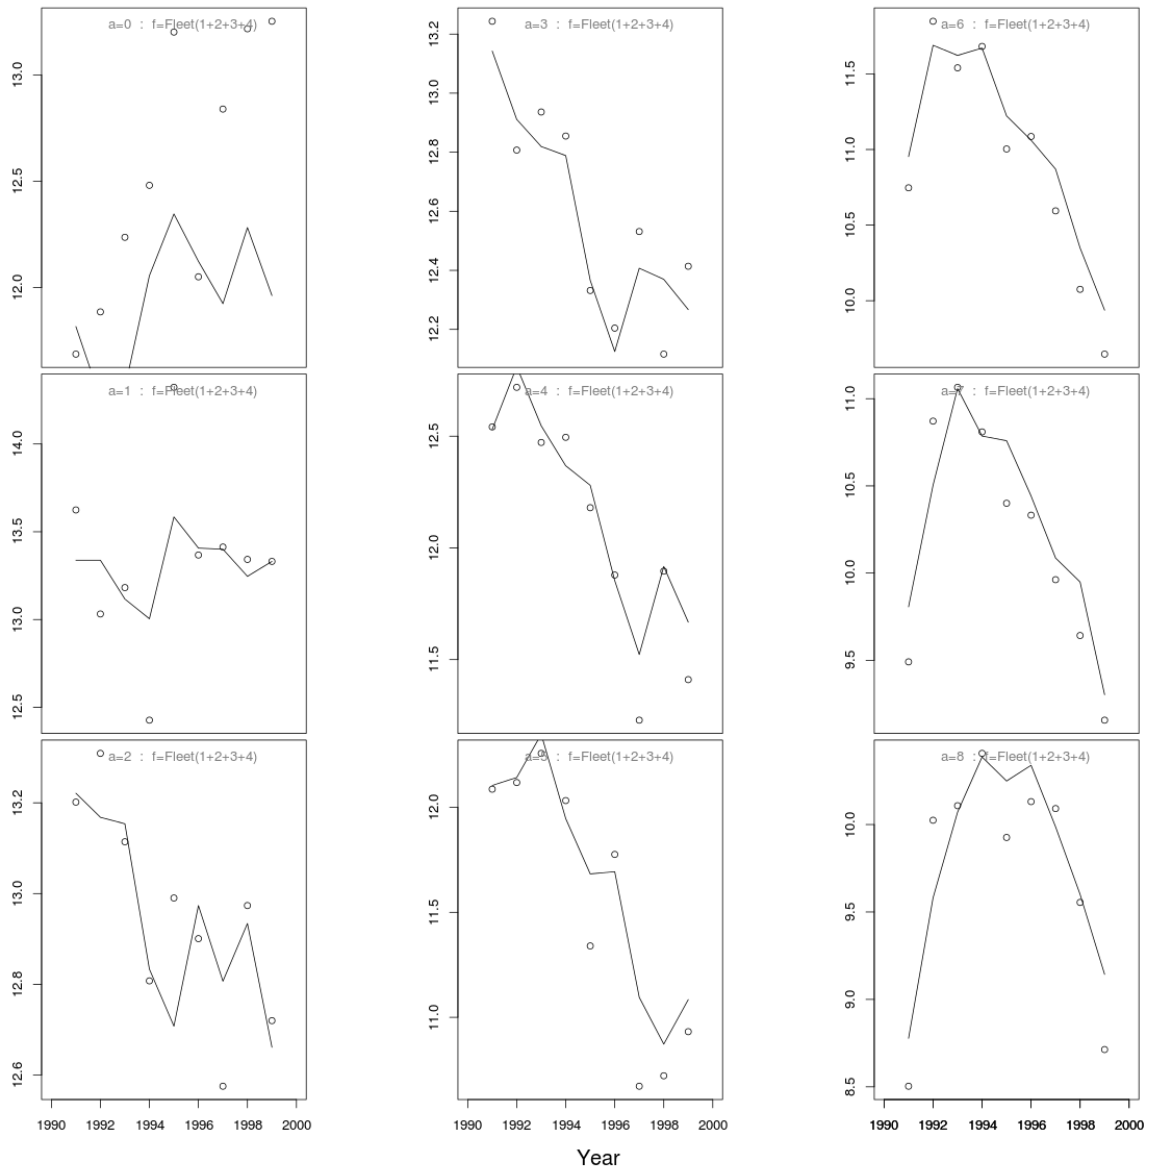 a=0 : f=Fleet(1+2+3+4)
13.0
12.5
12.0
a=3 : f=Fleet(1+2+3+4)
13.2
13.0
12.8
12.6
12.4
12.2
a=6 : f=Fleet(1+2+3+4)
11.5
11.0
10.5
10.0
a=1 : f=Fleet(1+2+3+4)
14.0
13.5
13.0
12.5
a=4 : f=Fleet(1+2+3+4)
12.5
12.0
11.5
a=7 : f=Fleet(1+2+3+4)
11.0
10.5
10.0
9.5
a=2 : f=Fleet(1+2+3+4)
13.2
13.0
12.8
12.6
1990 1992 1994 1996 1998 2000
a=5 : f=Fleet(1+2+3+4)
12.0
11.5
11.0
1990 1992 1994 1996 1998 2000
a=8 : f=Fleet(1+2+3+4)
10.0
9.5
9.0
8.5
1990 1992 1994 1996 1998 2000
Year